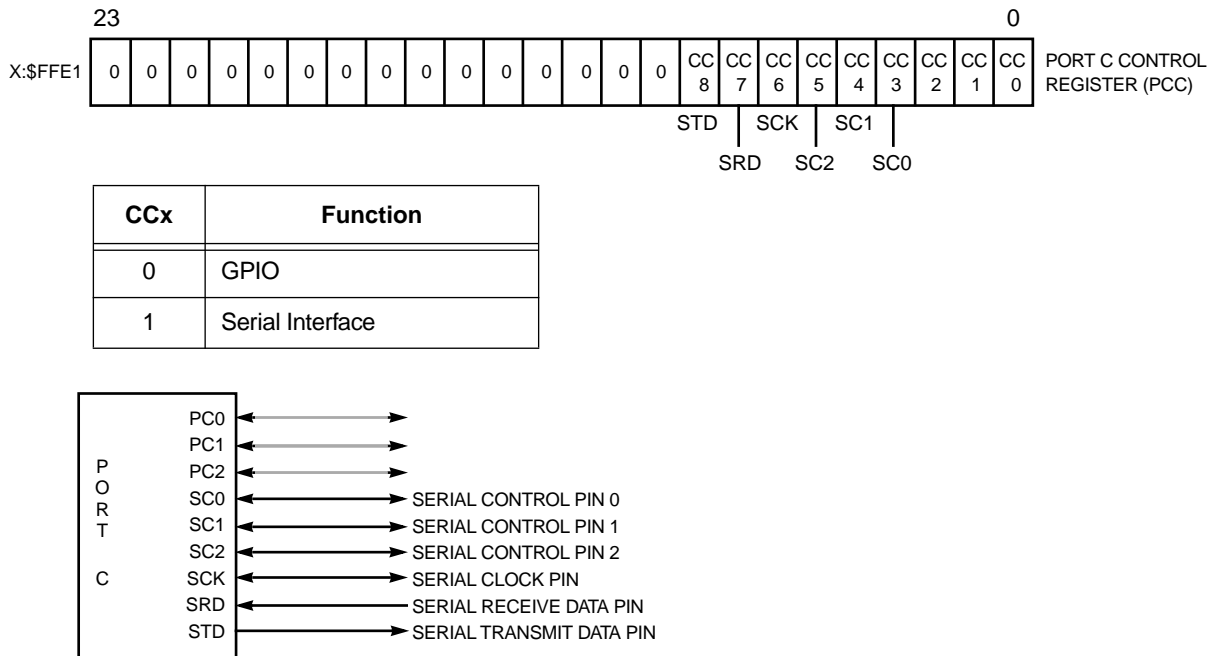 23 0
X:$FFE1 0 0 0 0 0 0 0 0 0 0 0 0 0 0 0 CC 8 CC 7 CC 6 CC 5 CC 4 CC 3 CC 2 CC 1 CC 0 PORT C CONTROL REGISTER (PCC)
STD SCK SC1
SRD SC2 SC0
CCx Function
0 GPIO
1 Serial Interface
PORT C
PC0
PC1
PC2
SC0 SERIAL CONTROL PIN 0
SC1 SERIAL CONTROL PIN 1
SC2 SERIAL CONTROL PIN 2
SCK SERIAL CLOCK PIN
SRD SERIAL RECEIVE DATA PIN
STD SERIAL TRANSMIT DATA PIN